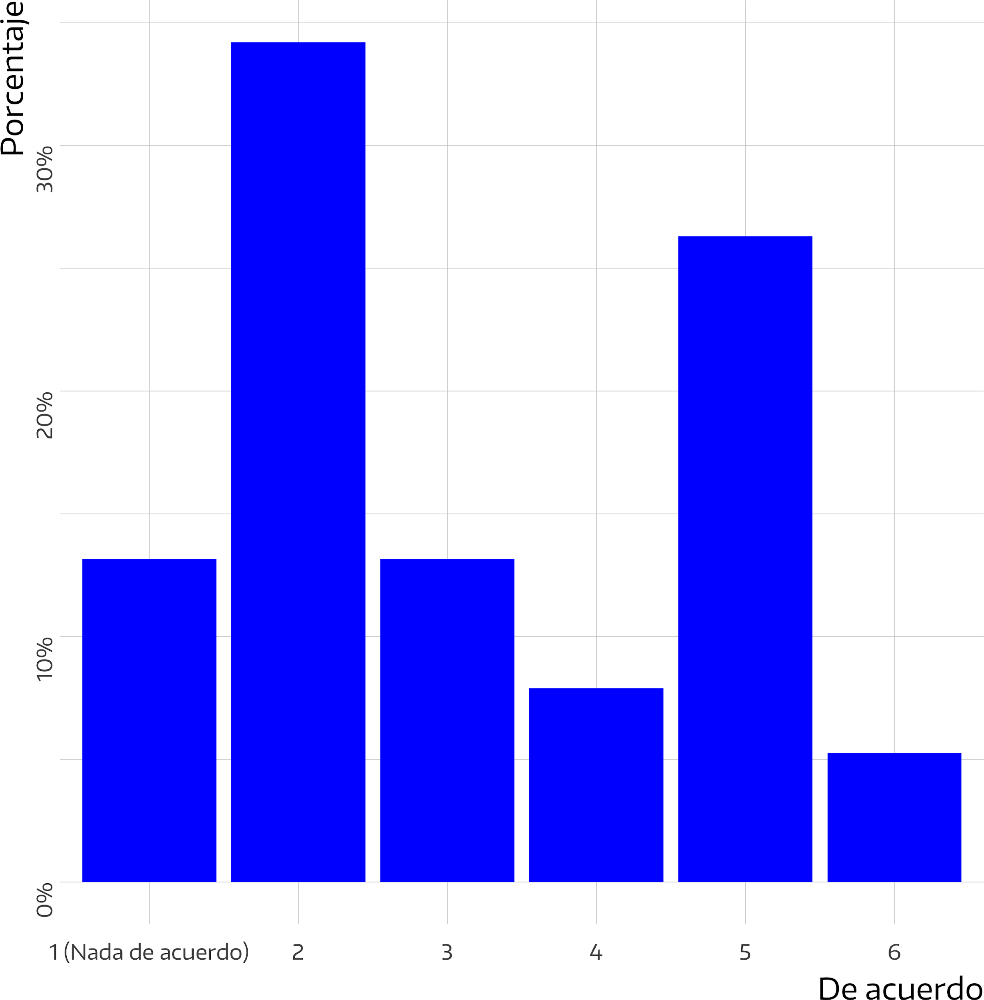 Porcentaje
30%
20%
10%
0%
1 (Nada de acuerdo) 2 3 4 5 6
De acuerdo